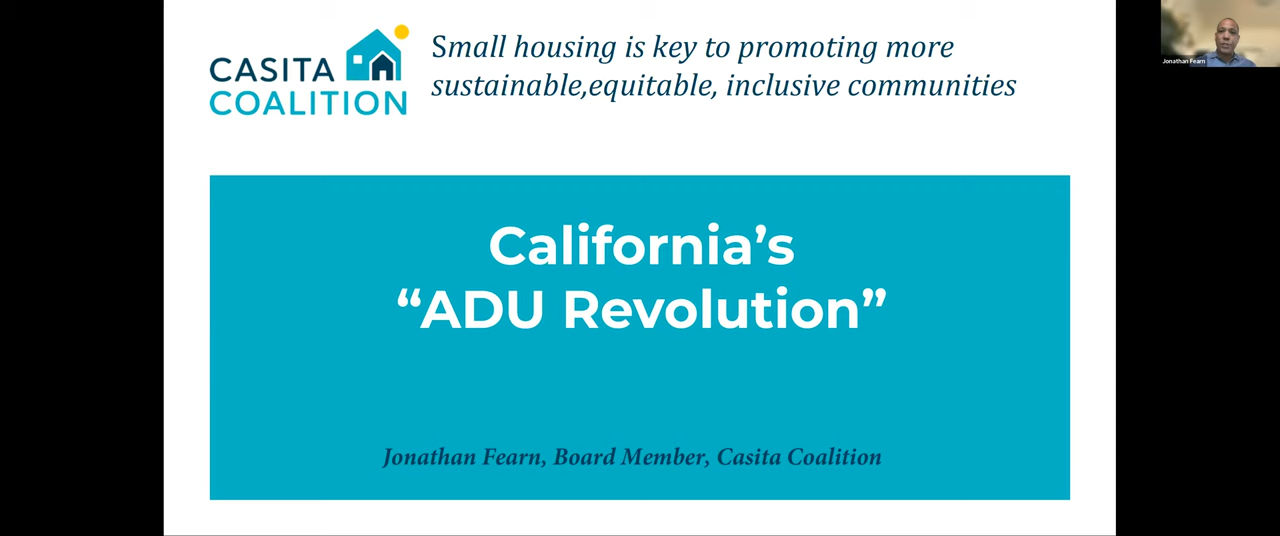 CASITA
COALITION
Small housing is key to promoting more
sustainable,equitable, inclusive communities
Jonathan Fearn
California’s
“ADU Revolution”
Jonathan Fearn, Board Member, Casita Coalition